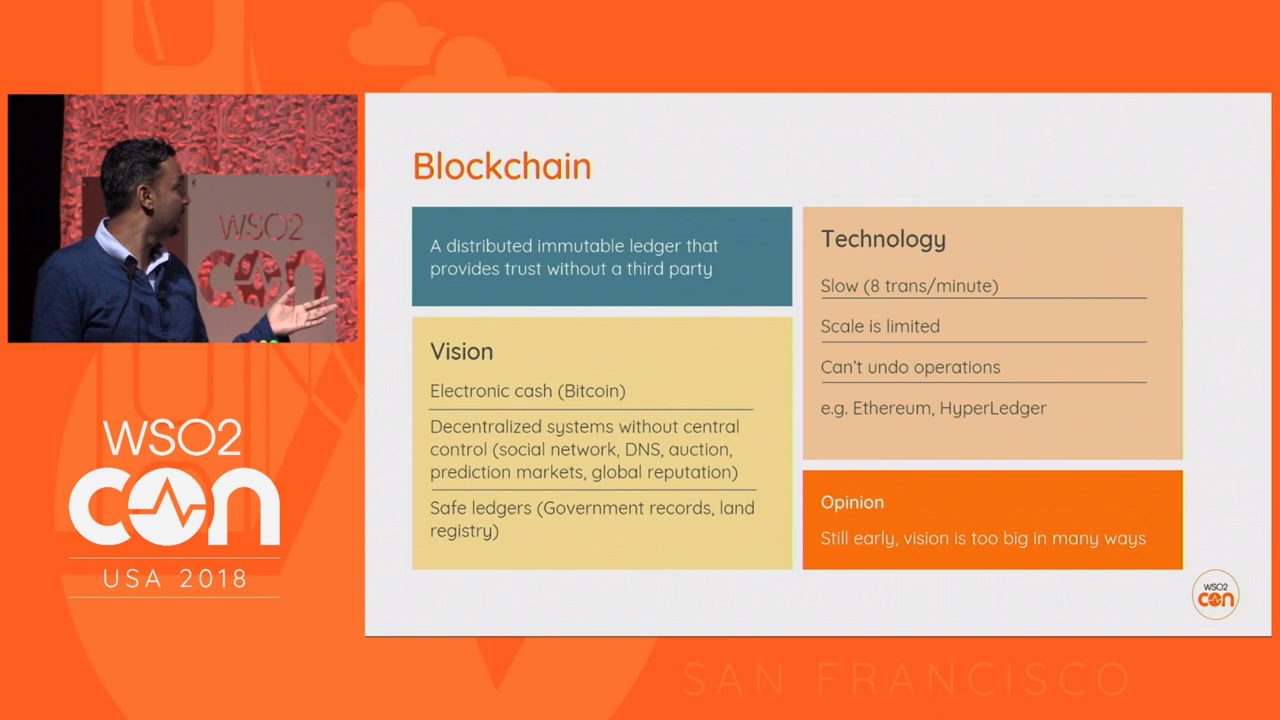 WSO2
con
WSO2
con
USA 2018
Blockchain
A distributed immutable ledger that
provides trust without a third party
Vision
Electronic cash (Bitcoin)
Decentralized systems without central
control (social network, DNS, auction,
prediction markets, global reputation)
Safe ledgers (Government records, land
registry)
Technology
Slow (8 trans/minute)
Scale is limited
Can't undo operations
e.g. Ethereum, HyperLedger
Opinion
Still early, vision is too big in many ways
WSO2
con
SAN FRANCISCO